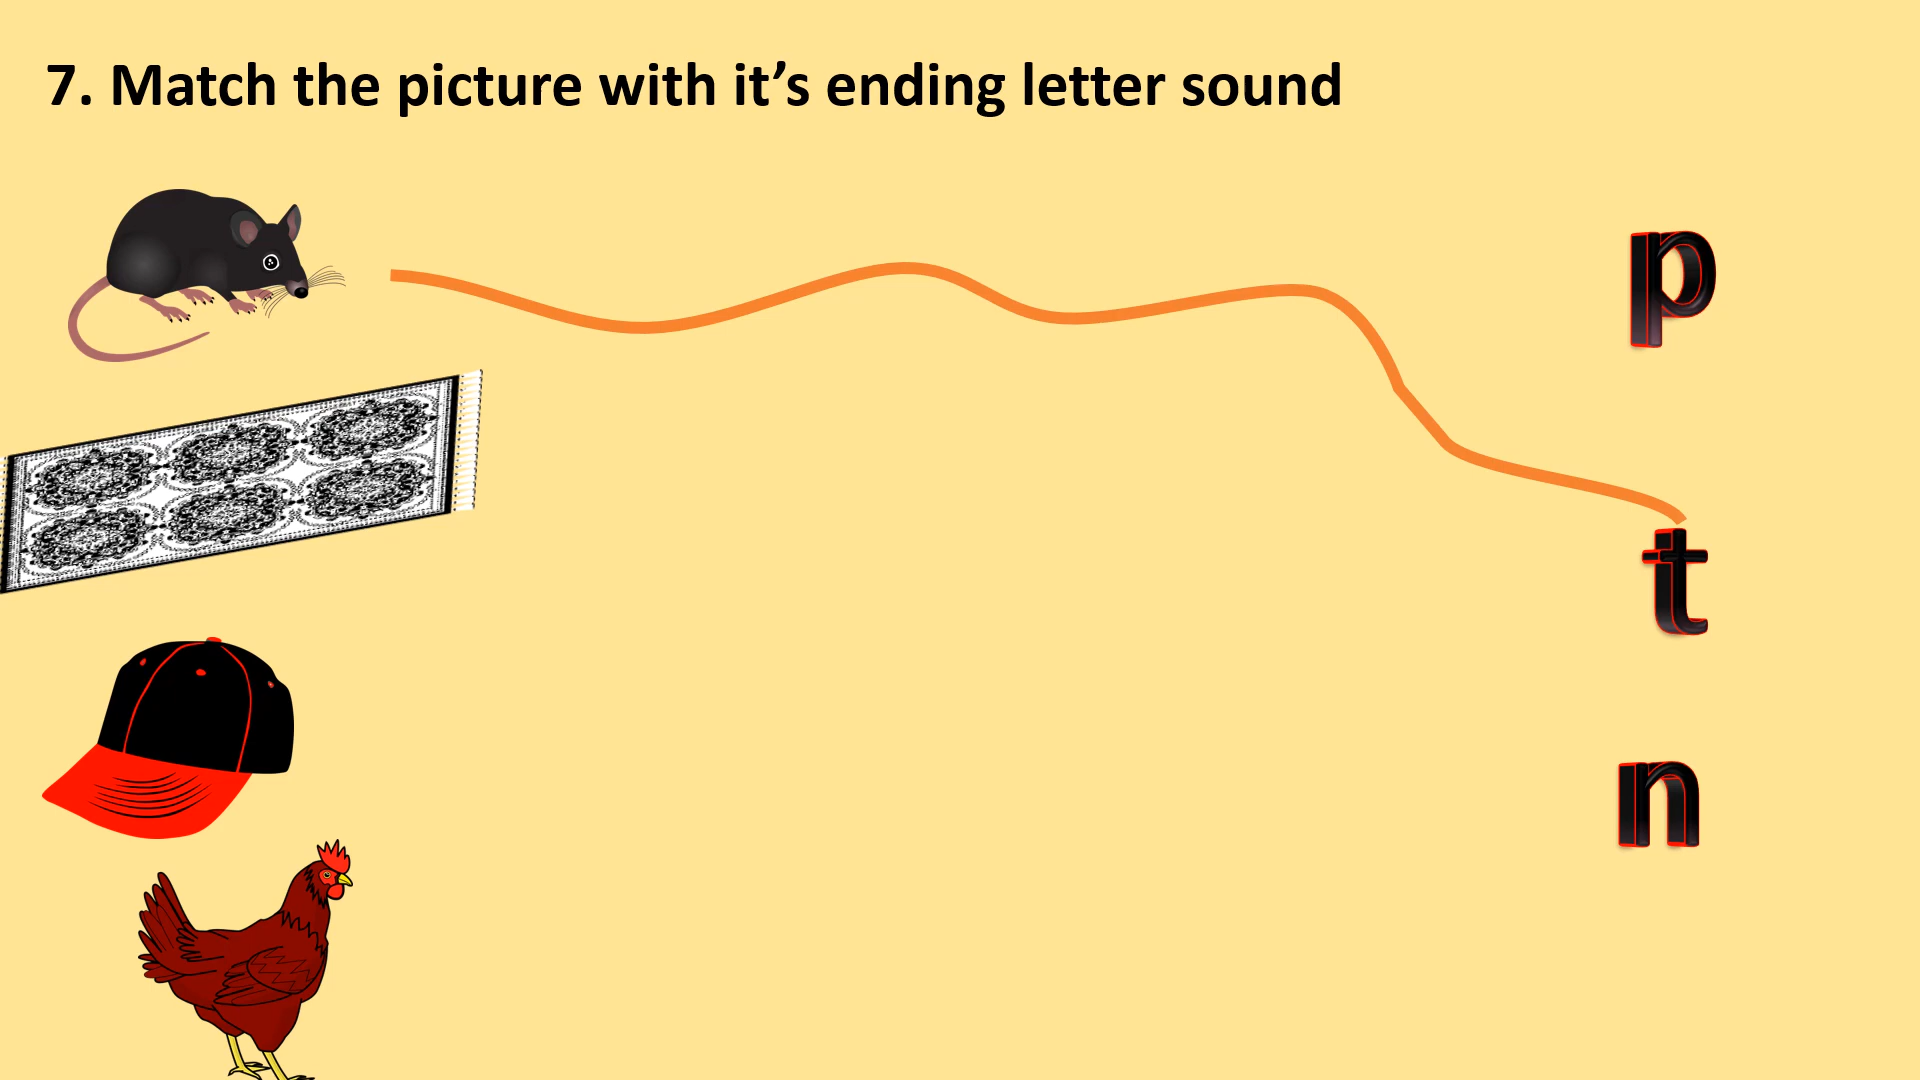 7. Match the picture with it’s ending letter sound
p
t
n